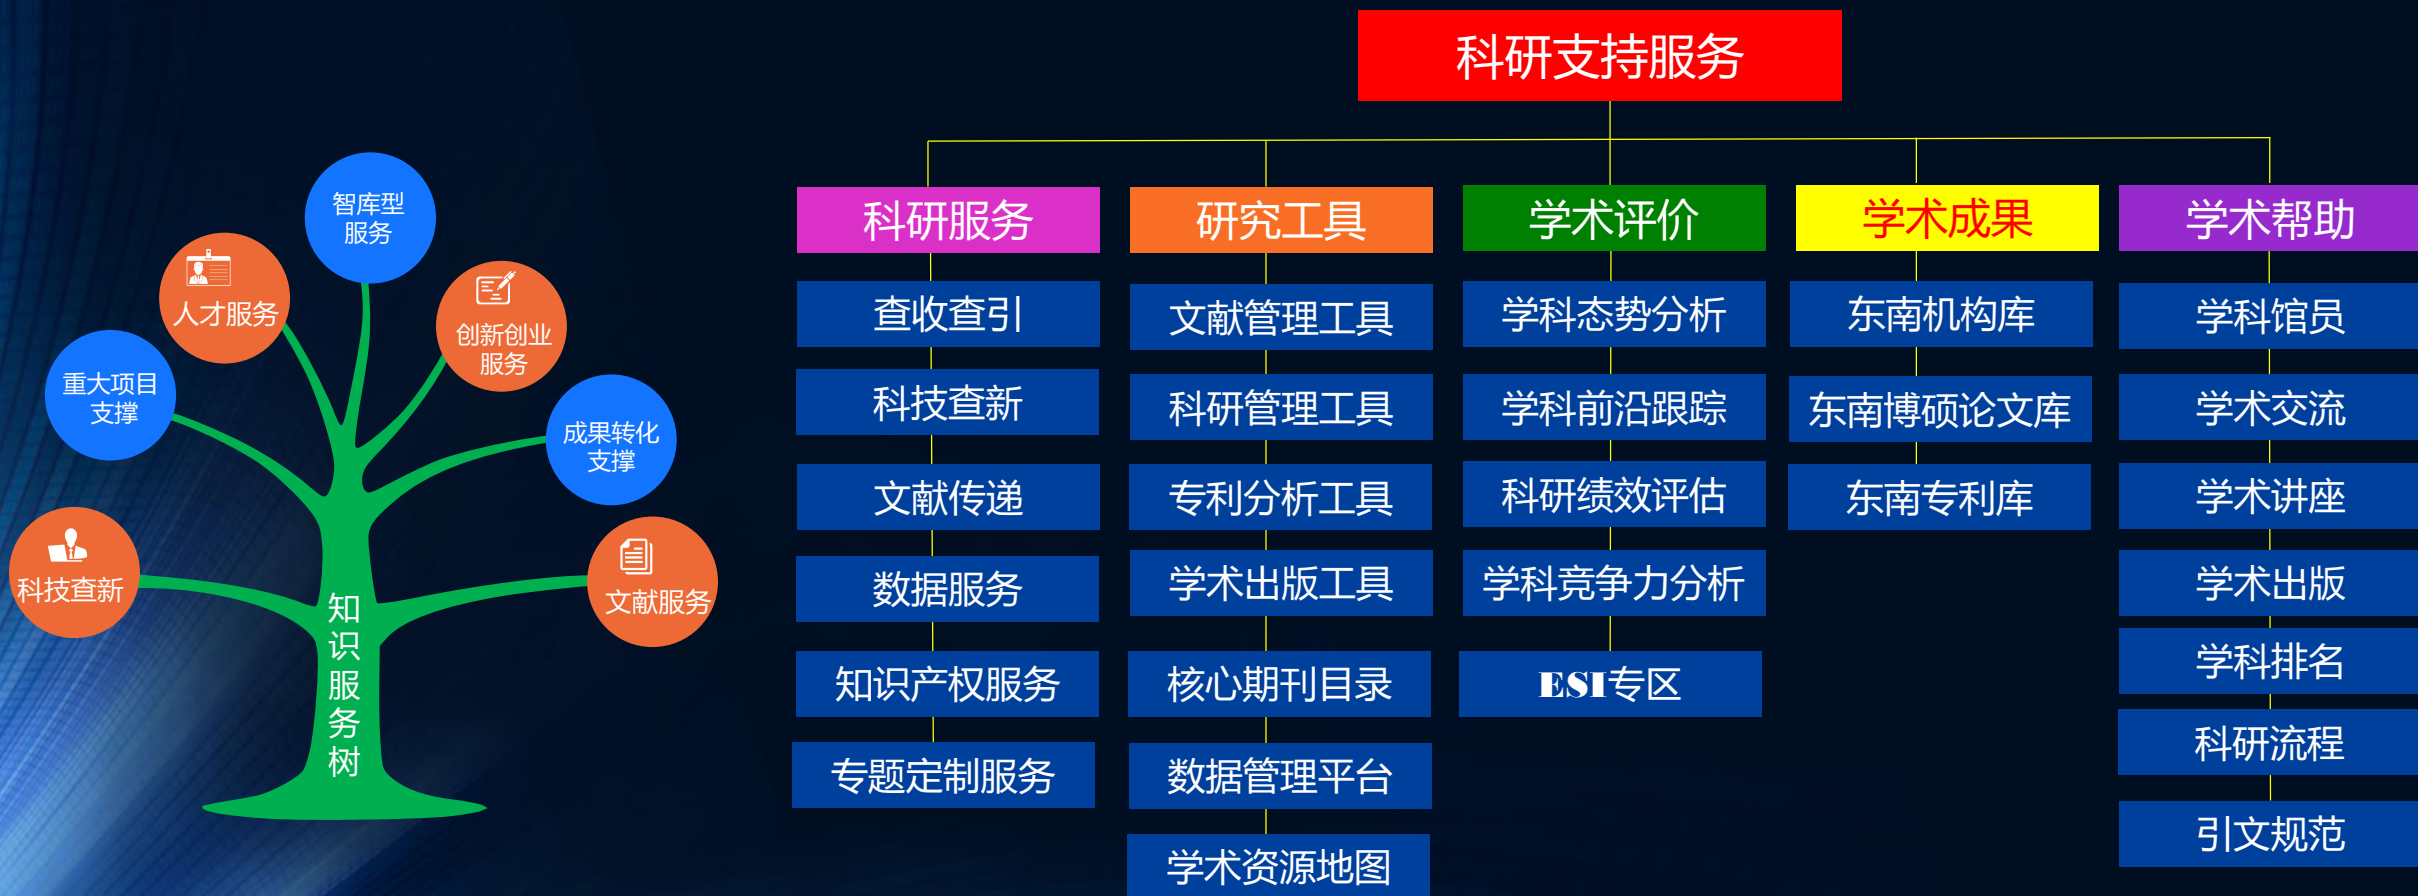 智库型
服务
人才服务
创新创业
服务
重大项目
支撑
成果转化
支撑
科技查新
文献服务
知识服务树
科研支持服务
科研服务
查收查引
科技查新
文献传递
数据服务
知识产权服务
专题定制服务
研究工具
文献管理工具
科研管理工具
专利分析工具
学术出版工具
核心期刊目录
数据管理平台
学术资源地图
学术评价
学科态势分析
学科前沿跟踪
科研绩效评估
学科竞争力分析
ESI专区
学术成果
东南机构库
东南博硕论文库
东南专利库
学术帮助
学科馆员
学术交流
学术讲座
学术出版
学科排名
科研流程
引文规范